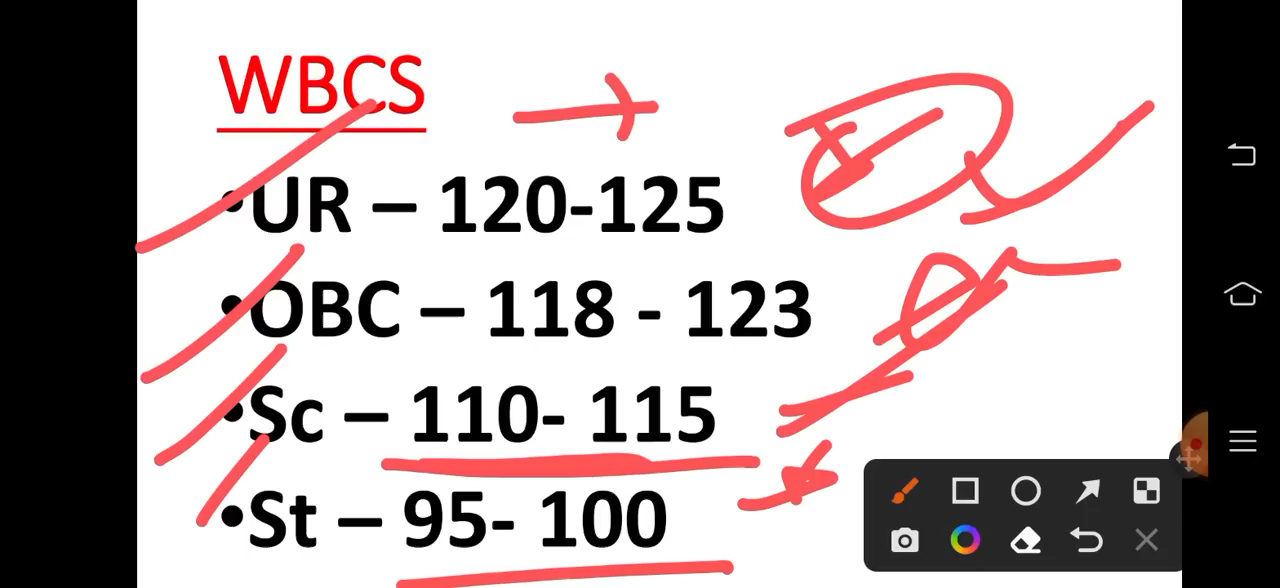 WBCS
•UR – 120-125
•OBC – 118 - 123
•Sc – 110- 115
•St – 95- 100